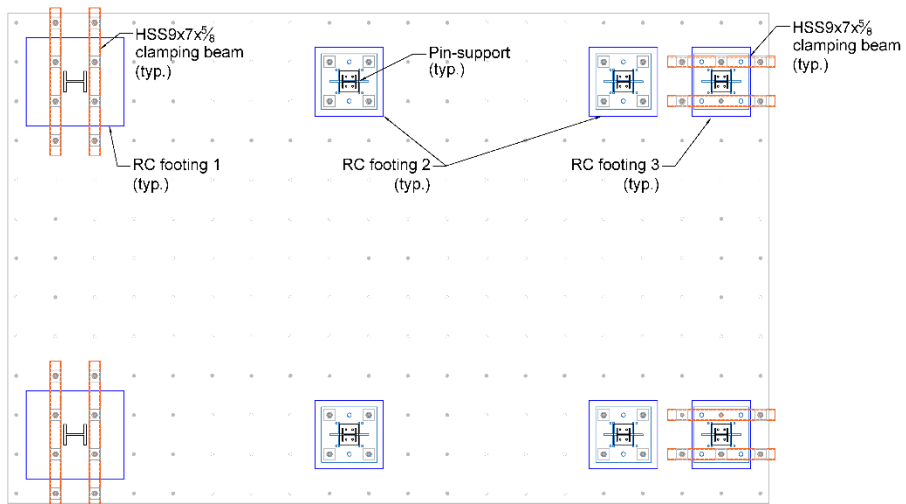 HSS9x7x⅝
clamping beam
(typ.)
Pin-support
(typ.)
HSS9x7x⅝
clamping beam
(typ.)
RC footing 1
(typ.)
RC footing 2
(typ.)
RC footing 3
(typ.)